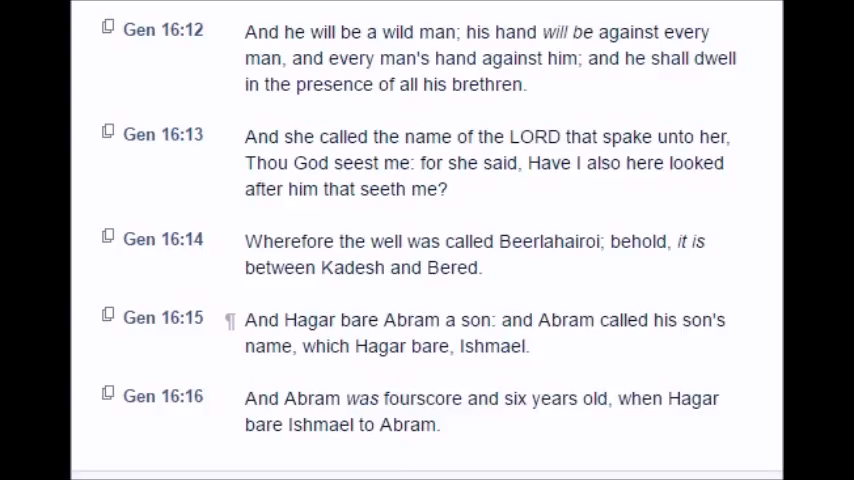 Gen 16:12 And he will be a wild man; his hand will be against every
man, and every man's hand against him; and he shall dwell
in the presence of all his brethren.
Gen 16:13 And she called the name of the LORD that spake unto her,
Thou God seest me: for she said, Have I also here looked
after him that seeth me?
Gen 16:14 Wherefore the well was called Beerlahairoi; behold, it is
between Kadesh and Bered.
Gen 16:15 ¶ And Hagar bare Abram a son: and Abram called his son's
name, which Hagar bare, Ishmael.
Gen 16:16 And Abram was fourscore and six years old, when Hagar
bare Ishmael to Abram.